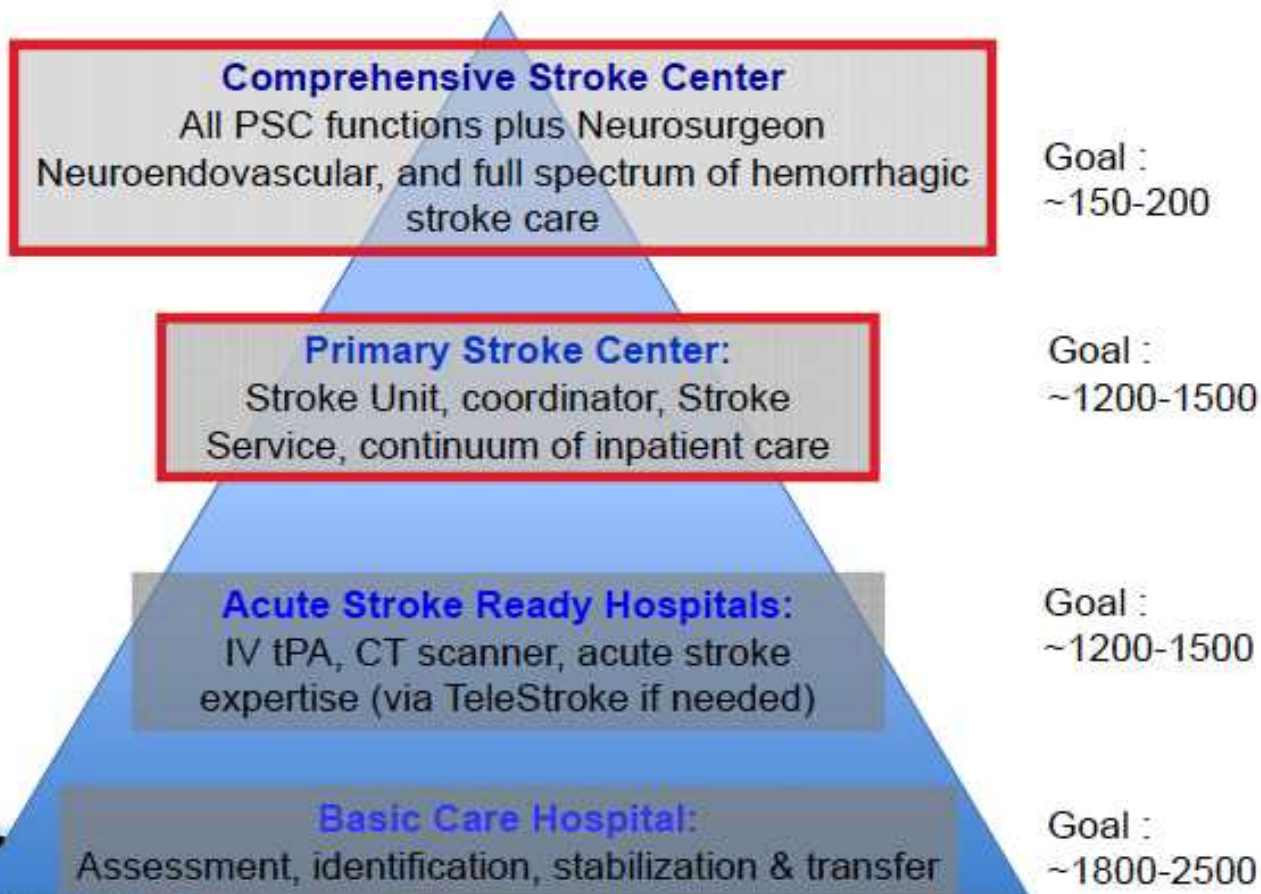 Comprehensive Stroke Center
All PSC functions plus Neurosurgeon
Neuroendovascular, and full spectrum of hemorrhagic
stroke care
Goal :
~150-200
Primary Stroke Center:
Stroke Unit, coordinator, Stroke
Service, continuum of inpatient care
Goal :
~1200-1500
Acute Stroke Ready Hospitals:
IV tPA, CT scanner, acute stroke
expertise (via TeleStroke if needed)
Goal :
~1200-1500
Basic Care Hospital:
Assessment, identification, stabilization & transfer
Goal :
~1800-2500